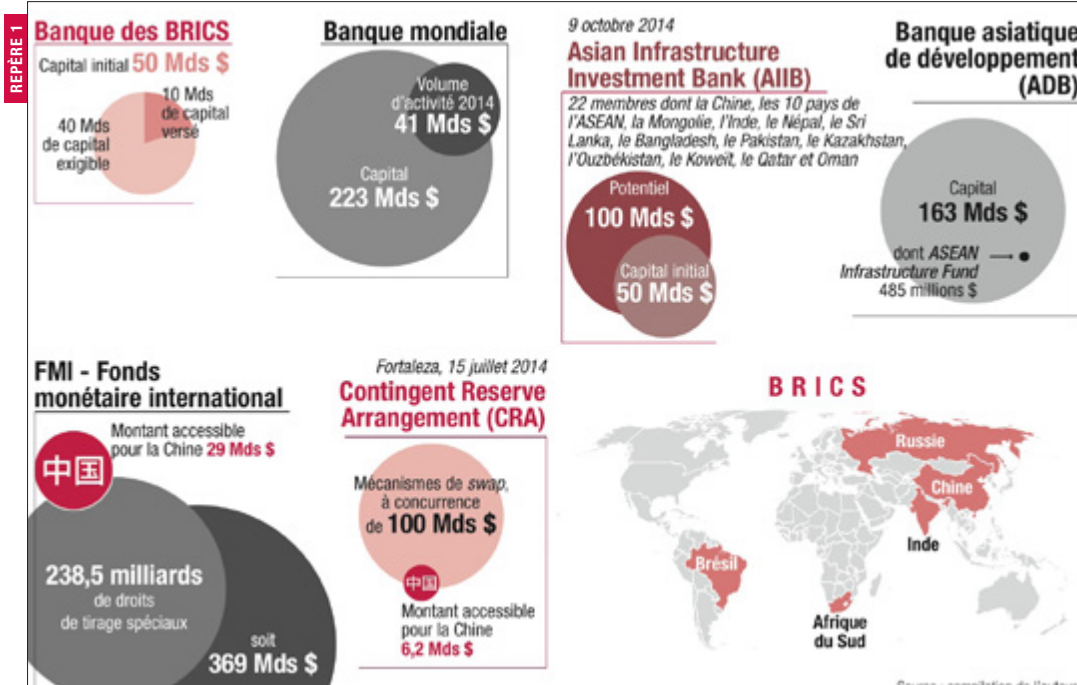 REPÈRE 1
Banque des BRICS
Capital initial 50 Mds $
10 Mds
de capital
versé
40 Mds
de capital
exigible
Banque mondiale
Volume
d'activité 2014
41 Mds $
Capital
223 Mds $
9 octobre 2014
Asian Infrastructure
Investment Bank (AIIB)
22 membres dont la Chine, les 10 pays de
l'ASEAN, la Mongolie, l'Inde, le Népal, le Sri
Lanka, le Bangladesh, le Pakistan, le Kazakhstan,
l'Ouzbékistan, le Koweït, le Qatar et Oman
Potentiel
100 Mds $
Capital initial
50 Mds $
Banque asiatique
de développement
(ADB)
Capital
163 Mds $
dont ASEAN
Infrastructure Fund
485 millions $
FMI - Fonds
monétaire international
Montant accessible
pour la Chine 29 Mds $
中国
238,5 milliards
de droits
de tirage spéciaux
soit
369 Mds $
Fortaleza, 15 juillet 2014
Contingent Reserve
Arrangement (CRA)
Mécanismes de swap,
à concurrence
de 100 Mds $
中国
Montant accessible
pour la Chine
6,2 Mds $
BRICS
Russie
Chine
Inde
Brésil
Afrique
du Sud